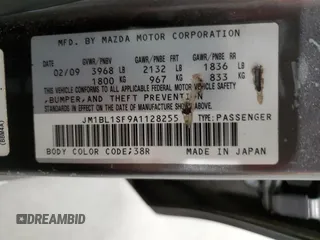 MFD. BY MAZDA MOTOR CORPORATION
GVWR/PNBV GAWR/PNBE FR GAWR/PNBE RR
02/09 3968 LB 2132 LB 1836 LB
1800 KG 967 KG 833 KG
THIS VEHICLE CONFORMS TO ALL APPLICABLE FEDERAL MOTOR VEHICLE SAFETY,
BUMPER, AND THEFT PREVENTION
STANDARDS IN EFFECT ON THE DATE OF MANUFACTURE SHOWN ABOVE.
JM1BL1SF9A1128255 TYPE:PASSENGER
BODY COLOR CODE:38R MADE IN JAPAN
DREAMBID